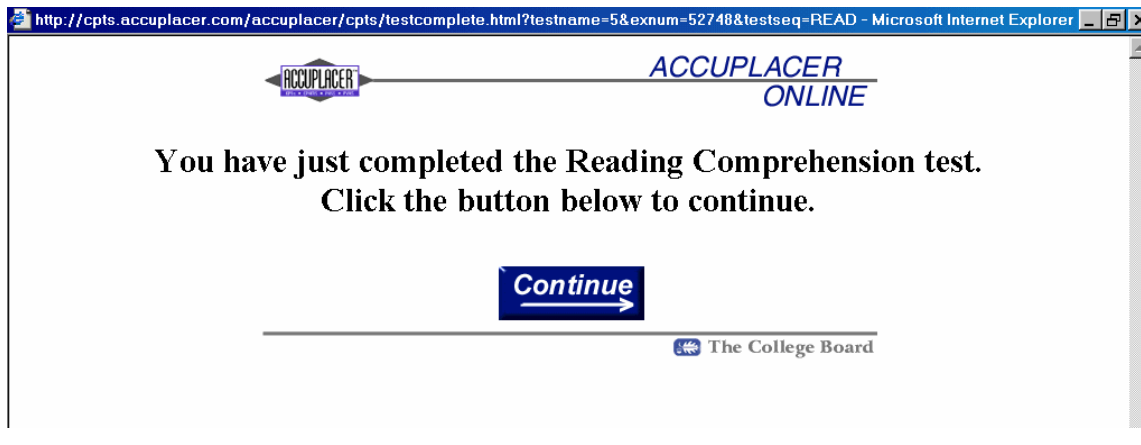 http://cpts.accuplacer.com/accuplacer/cpts/testcomplete.html?testname=5&exnum=52748&testseq=READ - Microsoft Internet Explorer
ACCUPLACER
ACCUPLACER
ONLINE
You have just completed the Reading Comprehension test.
Click the button below to continue.
Continue
The College Board